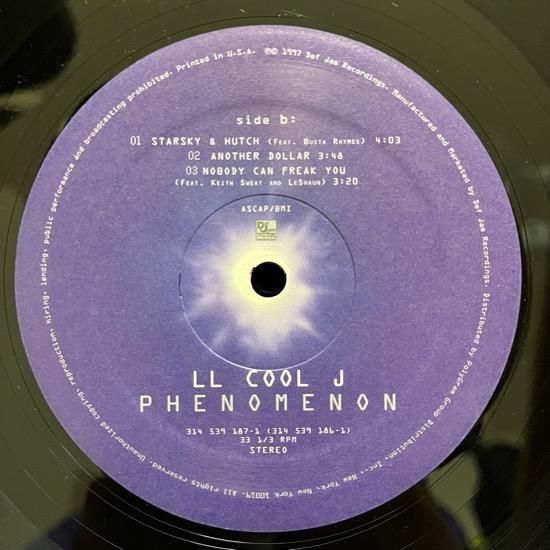 side b:
01 STARSKY & HUTCH (FEAT. BUSTA RHYMES) 4:03
02 ANOTHER DOLLAR 3:48
03 NOBODY CAN FREAK YOU
(FEAT. KEITH SWEAT AND LESHAUN) 3:20
ASCAP/BMI
LL COOL J
PHENOMENON
314 539 187-1 (314 539 186-1)
33 1/3 RPM
STEREO
℗© 1997 Def Jam Recordings. Manufactured and Marketed by Def Jam Recordings. Distributed by PolyGram Group Distribution, Inc., New York, New York 10019. All rights reserved. Unauthorized copying, reproduction, hiring, lending, public performance and broadcasting prohibited. Printed in U.S.A.